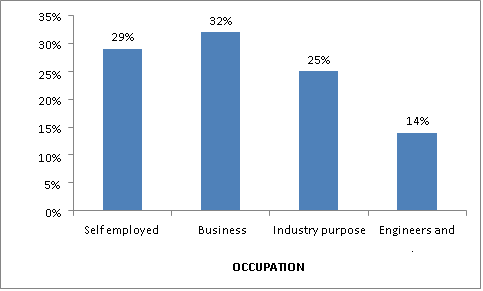 35%
30%
25%
20%
15%
10%
5%
0%
29%
32%
25%
14%
Self employed
Business
Industry purpose
Engineers and
OCCUPATION